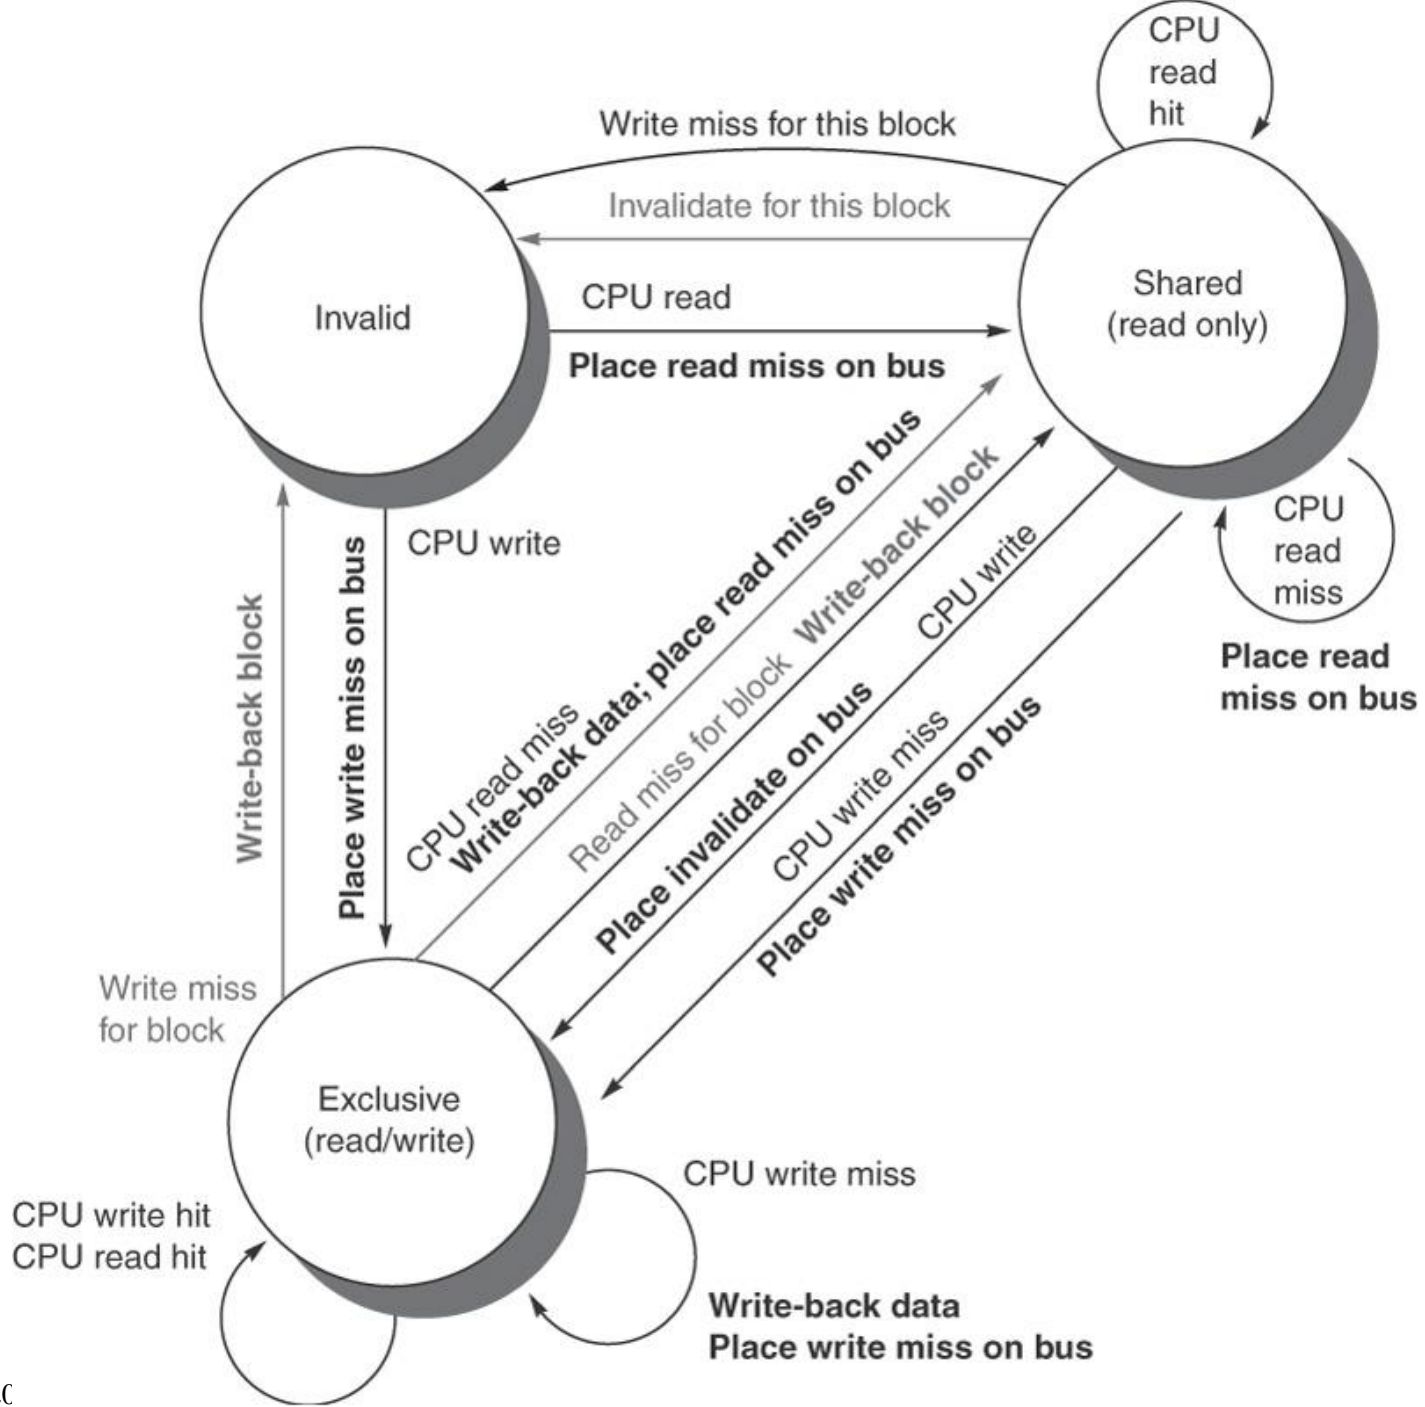 CPU
read
hit
Write miss for this block
Invalidate for this block
CPU read
Place read miss on bus
Invalid
Shared
(read only)
CPU write
Place write miss on bus
Write-back block
CPU read miss
Write-back data; place read miss on bus
Read miss for block Write-back block
CPU write
Place invalidate on bus
CPU write miss
Place write miss on bus
CPU
read
miss
Place read
miss on bus
Write miss
for block
Exclusive
(read/write)
CPU write miss
CPU write hit
CPU read hit
Write-back data
Place write miss on bus